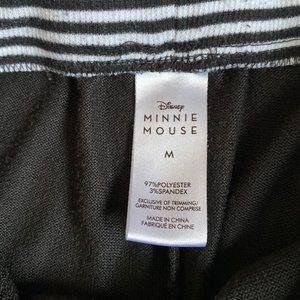 Disney
MINNIE
MOUSE
M
97%POLYESTER
3%SPANDEX
EXCLUSIVE OF TRIMMING/
GARNITURE NON COMPRISE
MADE IN CHINA
FABRIQUÉ EN CHINE